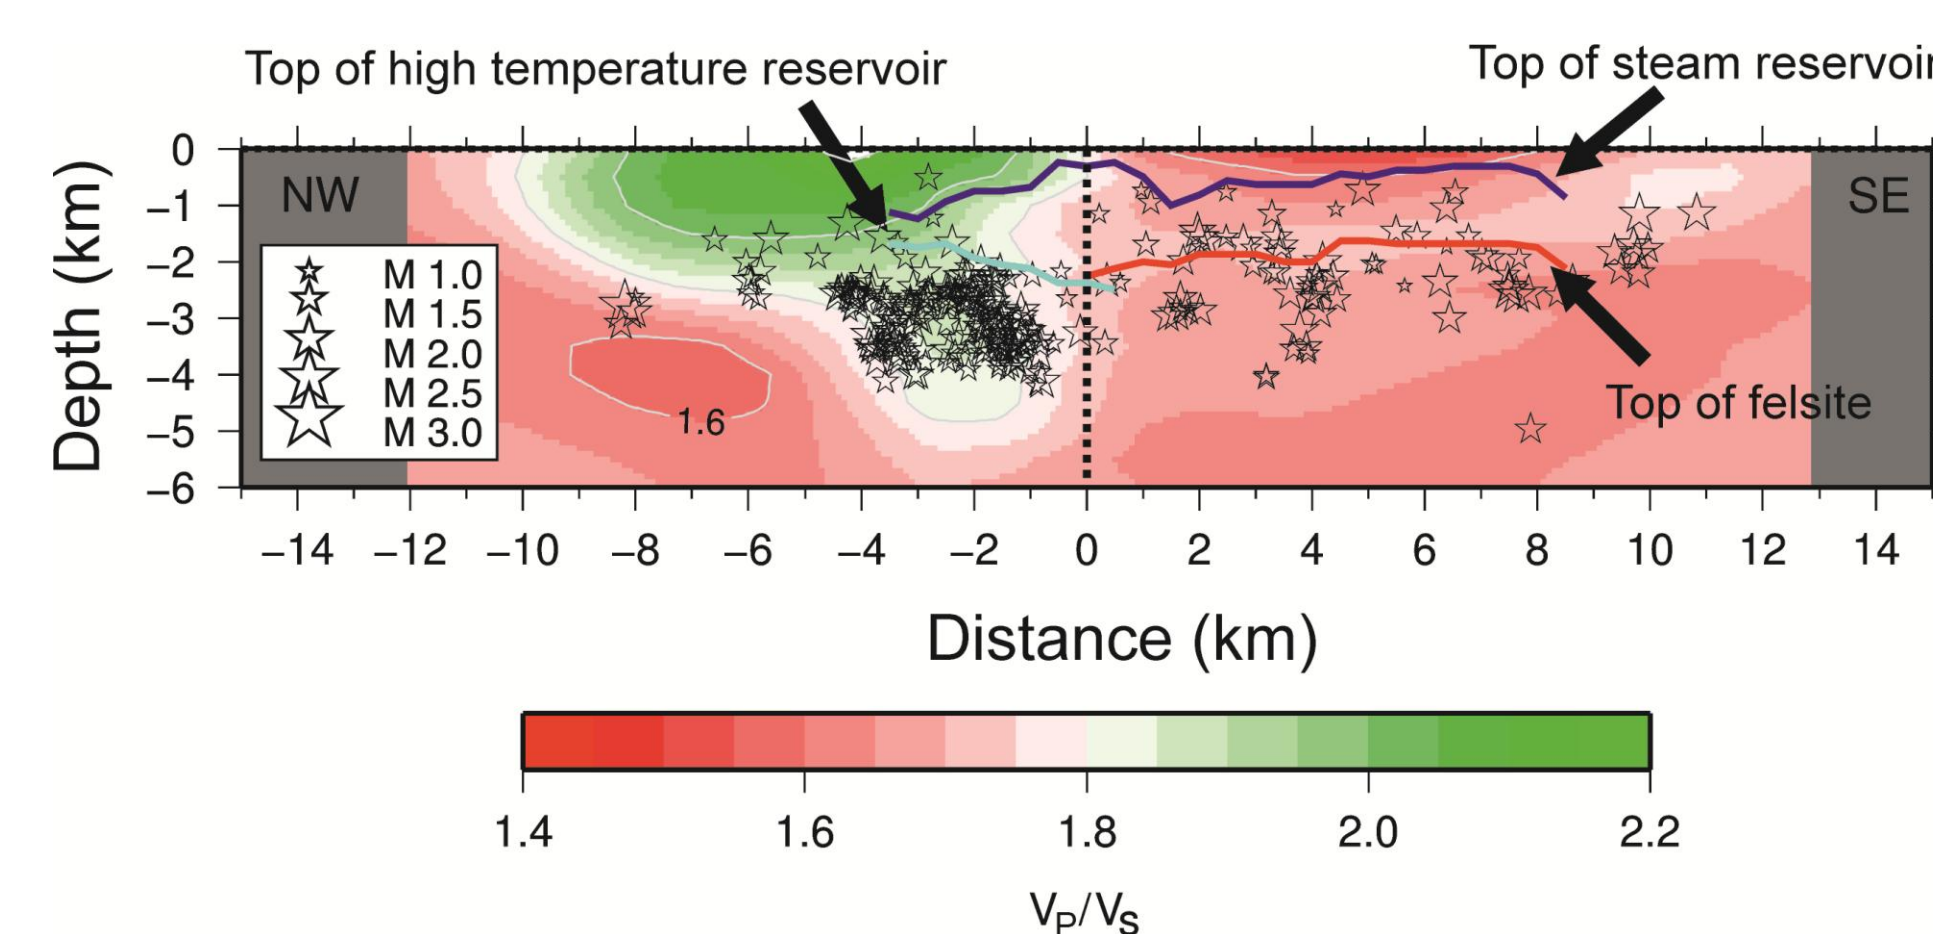 Top of high temperature reservoir
Top of steam reservoir
0
−1
−2
−3
−4
−5
−6
Depth (km)
NW
SE
M 1.0
M 1.5
M 2.0
M 2.5
M 3.0
1.6
Top of felsite
−14 −12 −10 −8 −6 −4 −2 0 2 4 6 8 10 12 14
Distance (km)
1.4 1.6 1.8 2.0 2.2
VP/VS